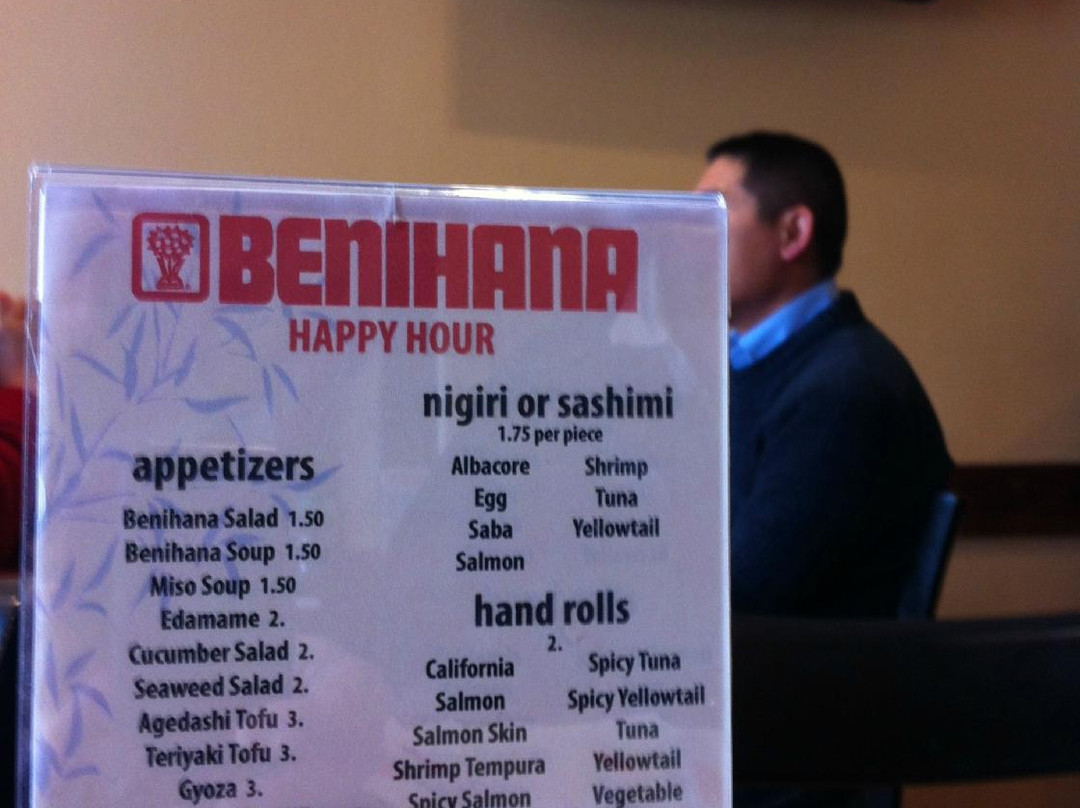 BENIHANA
HAPPY HOUR
appetizers
Benihana Salad 1.50
Benihana Soup 1.50
Miso Soup 1.50
Edamame 2.
Cucumber Salad 2.
Seaweed Salad 2.
Agedashi Tofu 3.
Teriyaki Tofu 3.
Gyoza 3.
nigiri or sashimi
1.75 per piece
Albacore Shrimp
Egg Tuna
Saba Yellowtail
Salmon
hand rolls
2.
California Spicy Tuna
Salmon Spicy Yellowtail
Salmon Skin Tuna
Shrimp Tempura Yellowtail
Spicy Salmon Vegetable